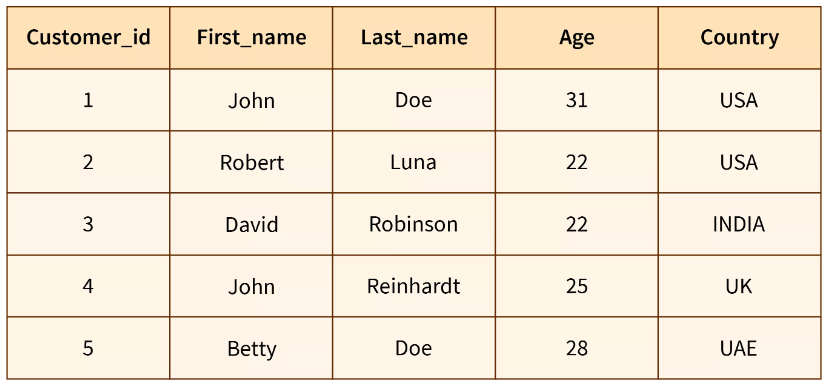 Customer_id First_name Last_name Age Country
1 John Doe 31 USA
2 Robert Luna 22 USA
3 David Robinson 22 INDIA
4 John Reinhardt 25 UK
5 Betty Doe 28 UAE